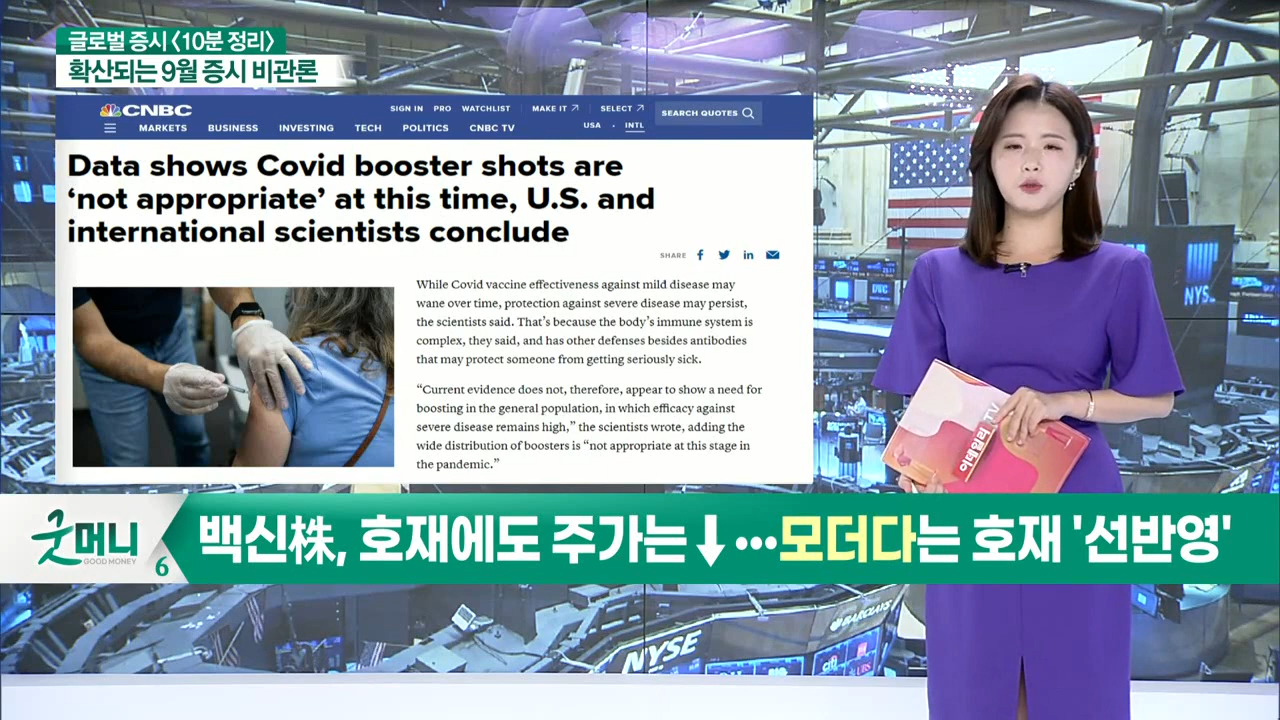 글로벌 증시 <10분 정리>
확산되는 9월 증시 비관론
CNBC
SIGN IN PRO WATCHLIST MAKE IT SELECT SEARCH QUOTES
MARKETS BUSINESS INVESTING TECH POLITICS CNBC TV USA · INTL
Data shows Covid booster shots are
‘not appropriate’ at this time, U.S. and
international scientists conclude
SHARE
While Covid vaccine effectiveness against mild disease may
wane over time, protection against severe disease may persist,
the scientists said. That’s because the body’s immune system is
complex, they said, and has other defenses besides antibodies
that may protect someone from getting seriously sick.
“Current evidence does not, therefore, appear to show a need for
boosting in the general population, in which efficacy against
severe disease remains high,” the scientists wrote, adding the
wide distribution of boosters is “not appropriate at this stage in
the pandemic.”
NYS
이데일리 TV
굿머니
GOOD MONEY
6
백신株, 호재에도 주가는↓…모더다는 호재 '선반영'
BARCLAYS
NYSE
citi